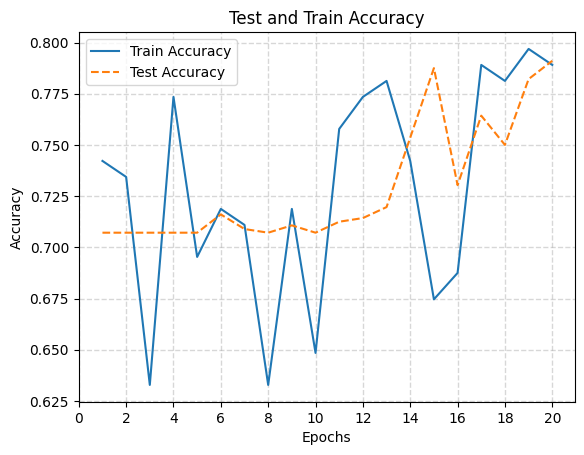 Test and Train Accuracy
Train Accuracy
Test Accuracy
Accuracy
0.800
0.775
0.750
0.725
0.700
0.675
0.650
0.625
0 2 4 6 8 10 12 14 16 18 20
Epochs